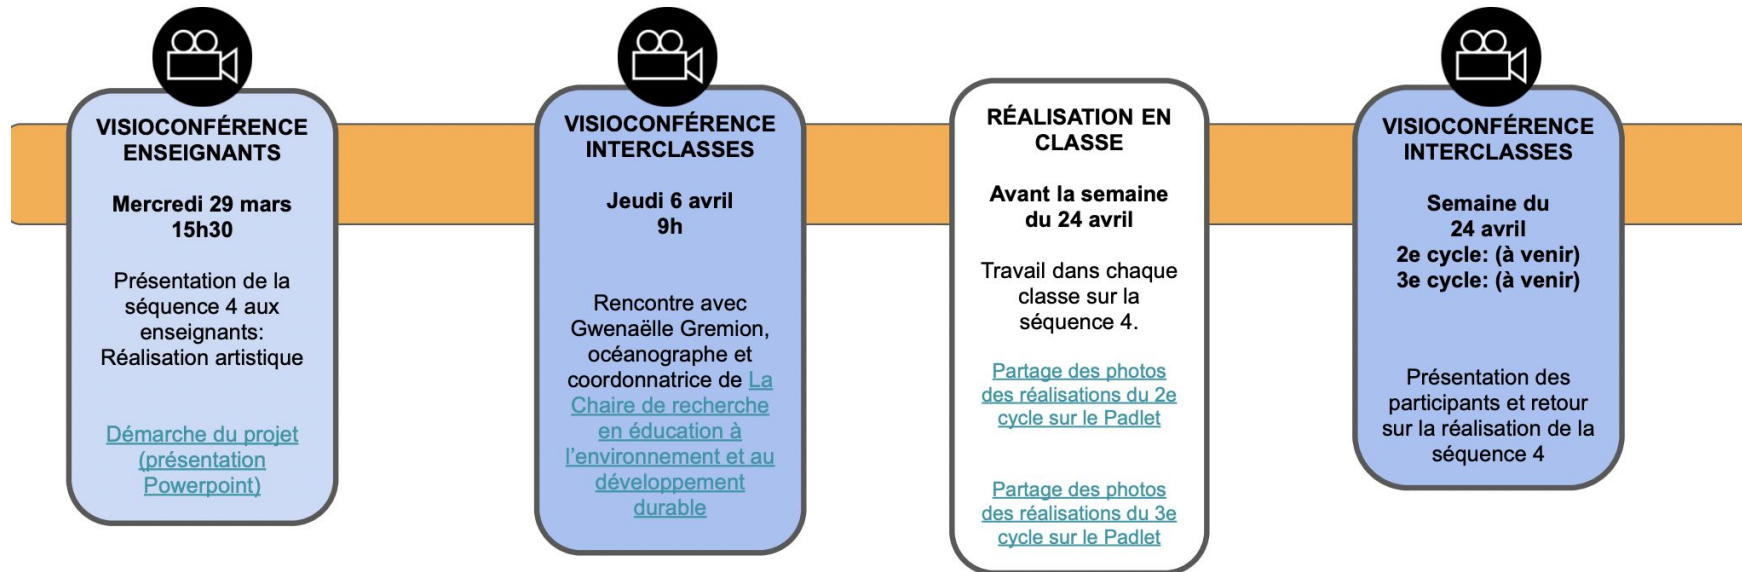 VISIOCONFÉRENCE
ENSEIGNANTS
Mercredi 29 mars
15h30
Présentation de la
séquence 4 aux
enseignants:
Réalisation artistique
Démarche du projet
(présentation
Powerpoint)
VISIOCONFÉRENCE
INTERCLASSES
Jeudi 6 avril
9h
Rencontre avec
Gwenaëlle Gremion,
océanographe et
coordonnatrice de La
Chaire de recherche
en éducation à
l'environnement et au
développement
durable
RÉALISATION EN
CLASSE
Avant la semaine
du 24 avril
Travail dans chaque
classe sur la
séquence 4.
Partage des photos
des réalisations du 2e
cycle sur le Padlet
Partage des photos
des réalisations du 3e
cycle sur le Padlet
VISIOCONFÉRENCE
INTERCLASSES
Semaine du
24 avril
2e cycle: (à venir)
3e cycle: (à venir)
Présentation des
participants et retour
sur la réalisation de la
séquence 4